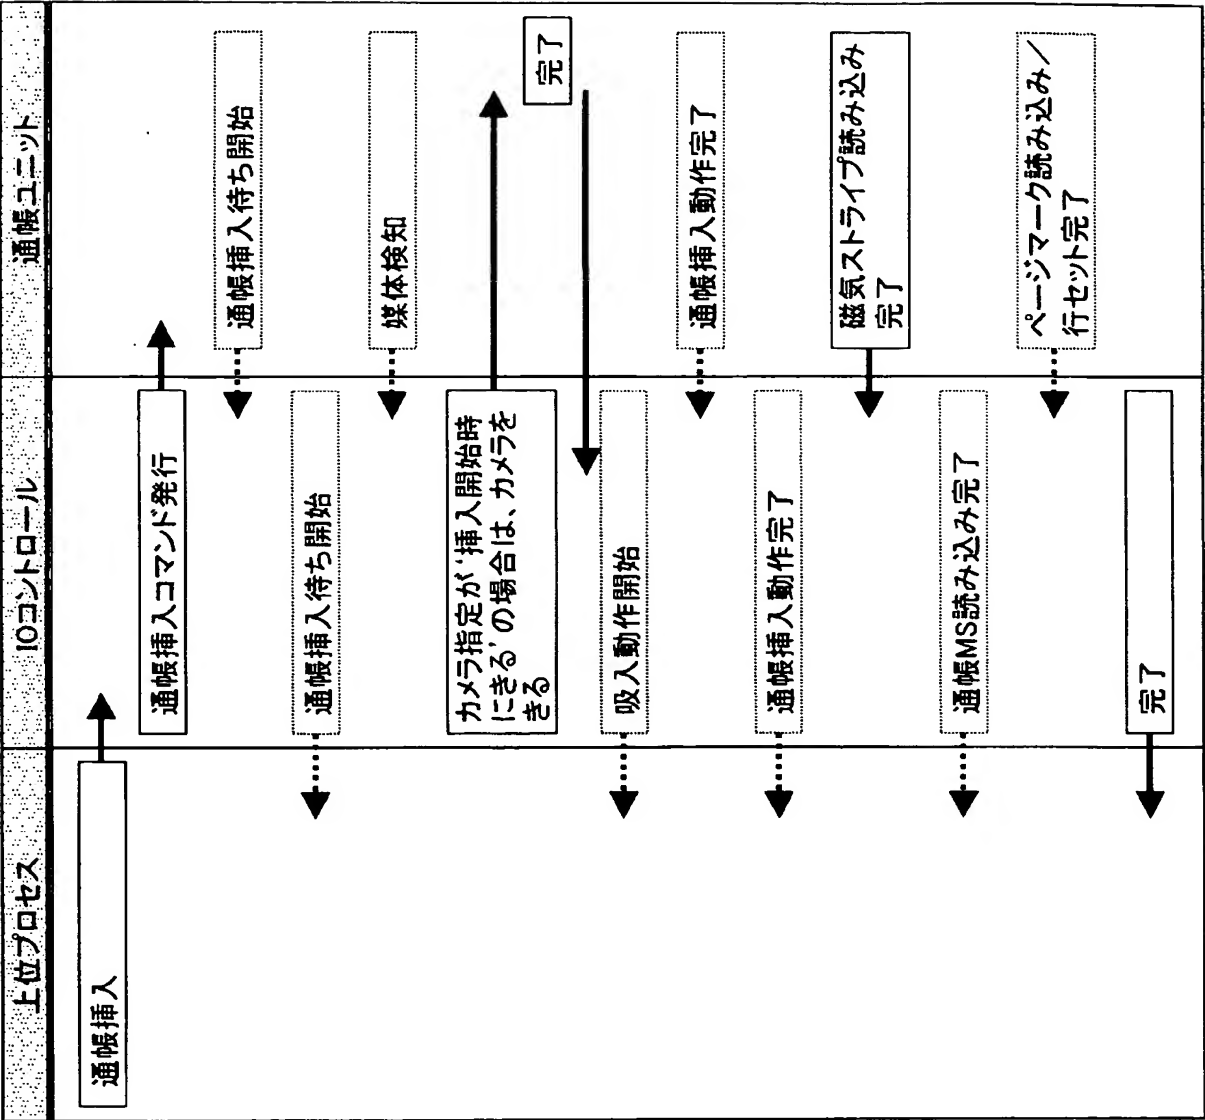 上位プロセス
IOコントロール
通帳ユニット
通帳挿入
通帳挿入コマンド発行
通帳挿入待ち開始
通帳挿入待ち開始
媒体検知
カメラ指定が‘挿入開始時
にきる’の場合は、カメラを
きる
完了
吸入動作開始
通帳挿入動作完了
通帳挿入動作完了
磁気ストライプ読み込み
完了
通帳MS読み込み完了
ページマーク読み込み／
行セット完了
完了